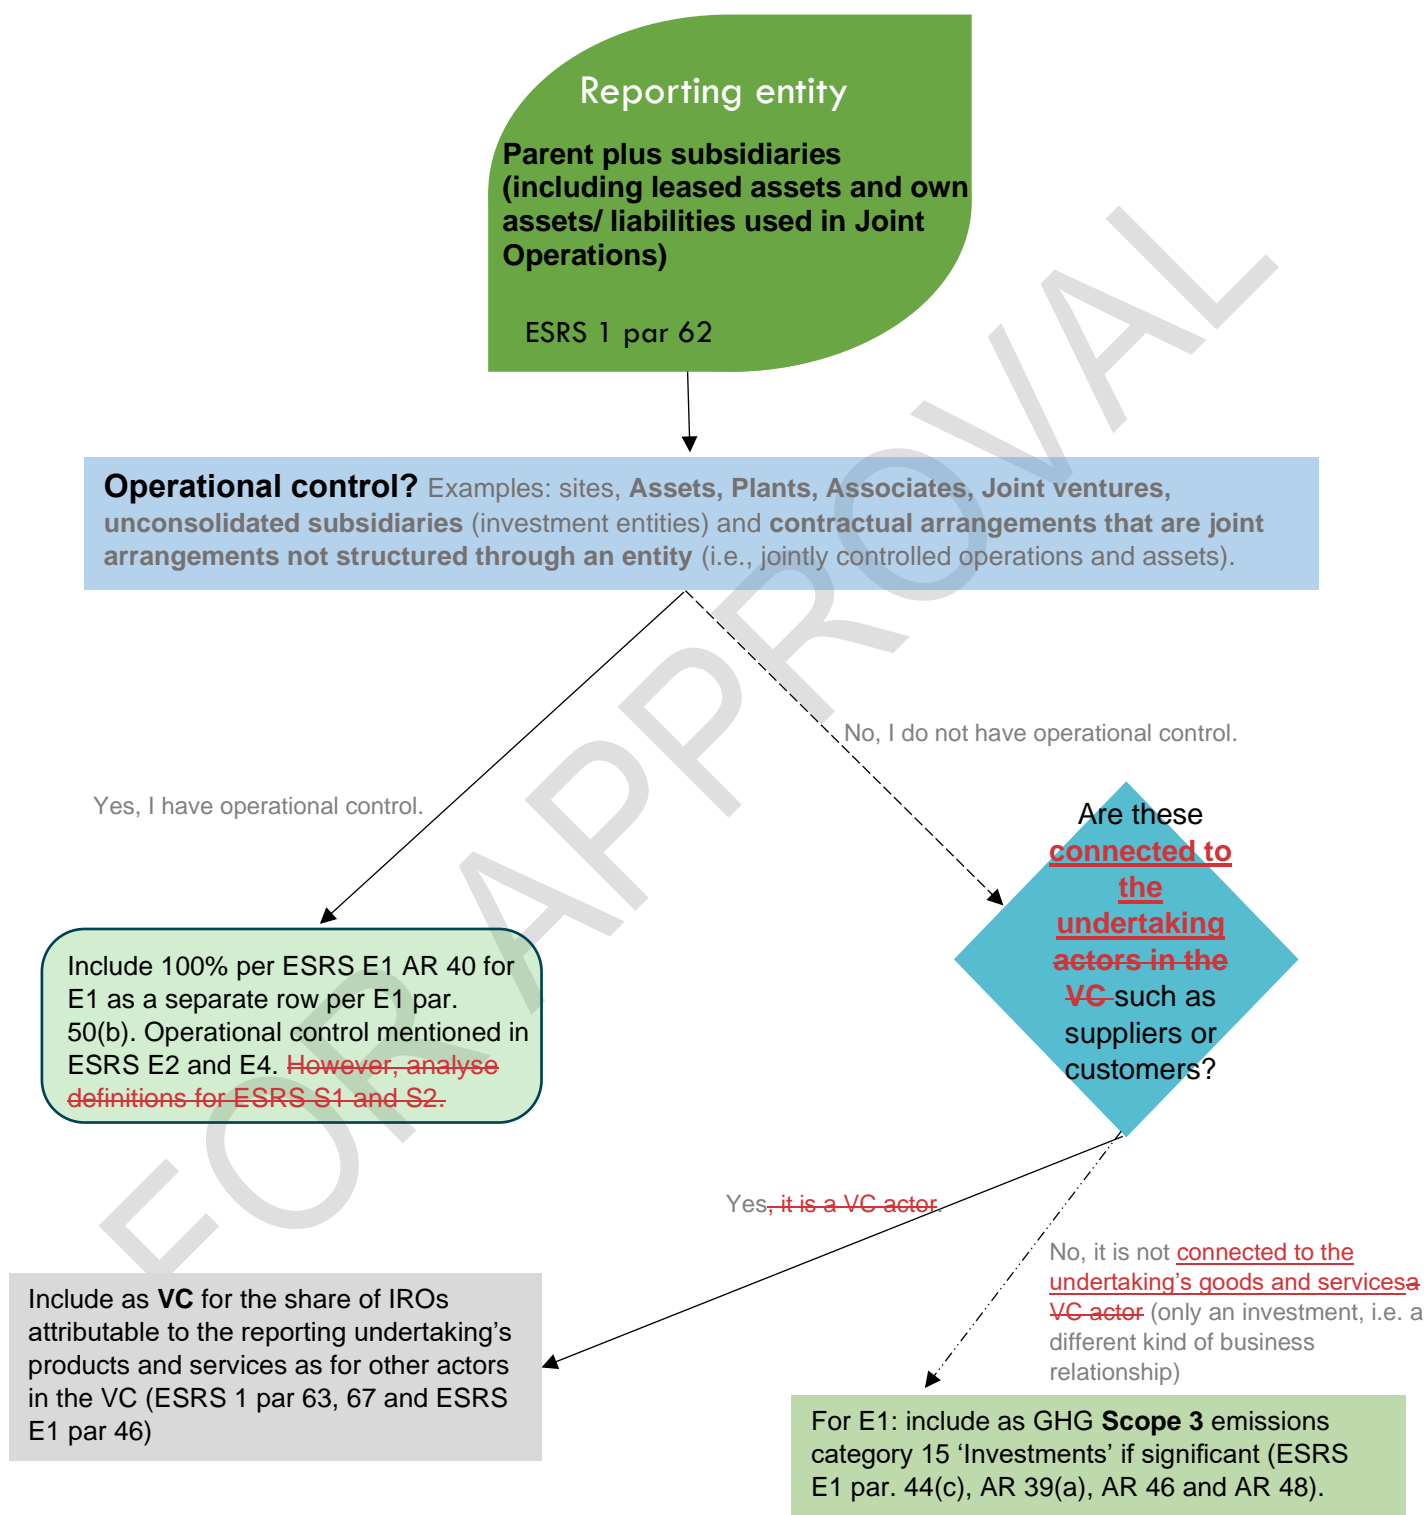 Reporting entity
Parent plus subsidiaries
(including leased assets and own
assets/ liabilities used in Joint
Operations)
ESRS 1 par 62
Operational control? Examples: sites, Assets, Plants, Associates, Joint ventures,
unconsolidated subsidiaries (investment entities) and contractual arrangements that are joint
arrangements not structured through an entity (i.e., jointly controlled operations and assets).
No, I do not have operational control.
Yes, I have operational control.
Are these
connected to
the
undertaking
actors in the
VC such as
suppliers or
customers?
Include 100% per ESRS E1 AR 40 for
E1 as a separate row per E1 par.
50(b). Operational control mentioned in
ESRS E2 and E4. However, analyse
definitions for ESRS S1 and S2.
Yes, it is a VC actor.
No, it is not connected to the
undertaking’s goods and servicesa
VC actor (only an investment, i.e. a
different kind of business
relationship)
Include as VC for the share of IROs
attributable to the reporting undertaking’s
products and services as for other actors
in the VC (ESRS 1 par 63, 67 and ESRS
E1 par 46)
For E1: include as GHG Scope 3 emissions
category 15 ‘Investments’ if significant (ESRS
E1 par. 44(c), AR 39(a), AR 46 and AR 48).
FOR APPROVAL